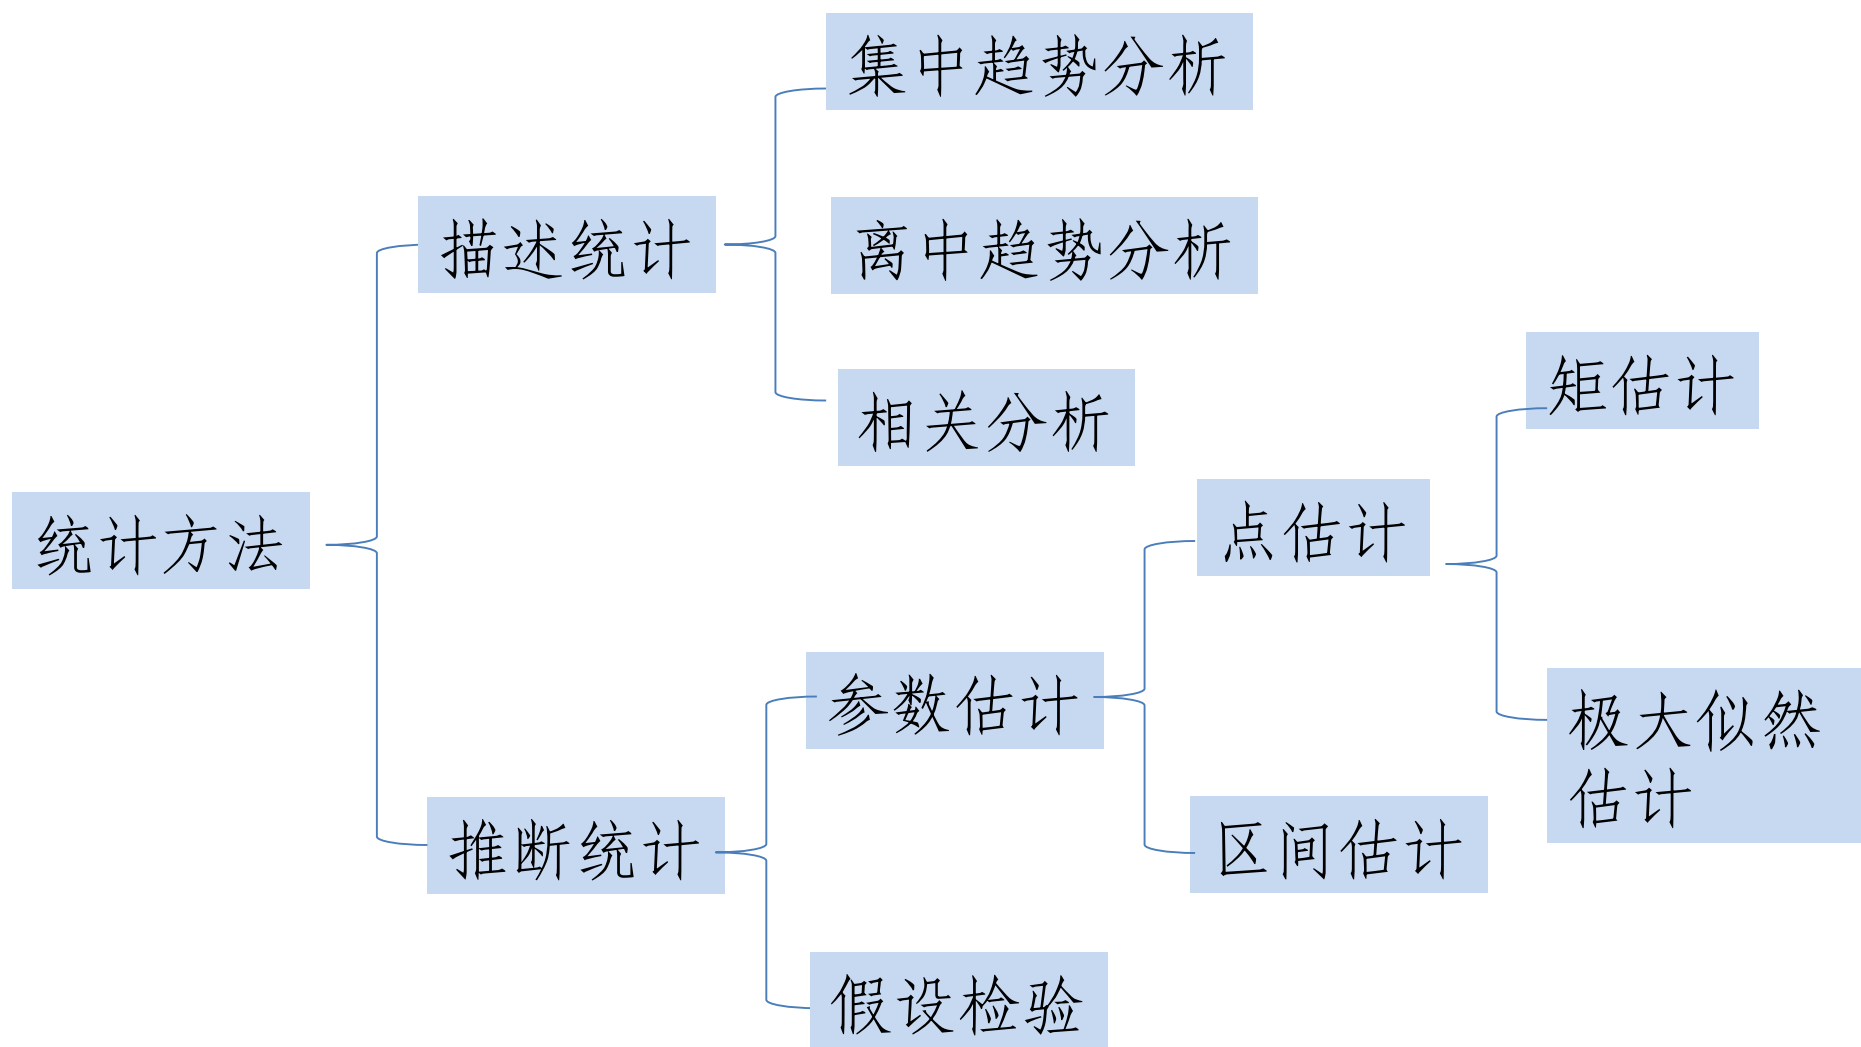 统计方法
描述统计
集中趋势分析
离中趋势分析
相关分析
推断统计
参数估计
点估计
矩估计
极大似然
估计
区间估计
假设检验